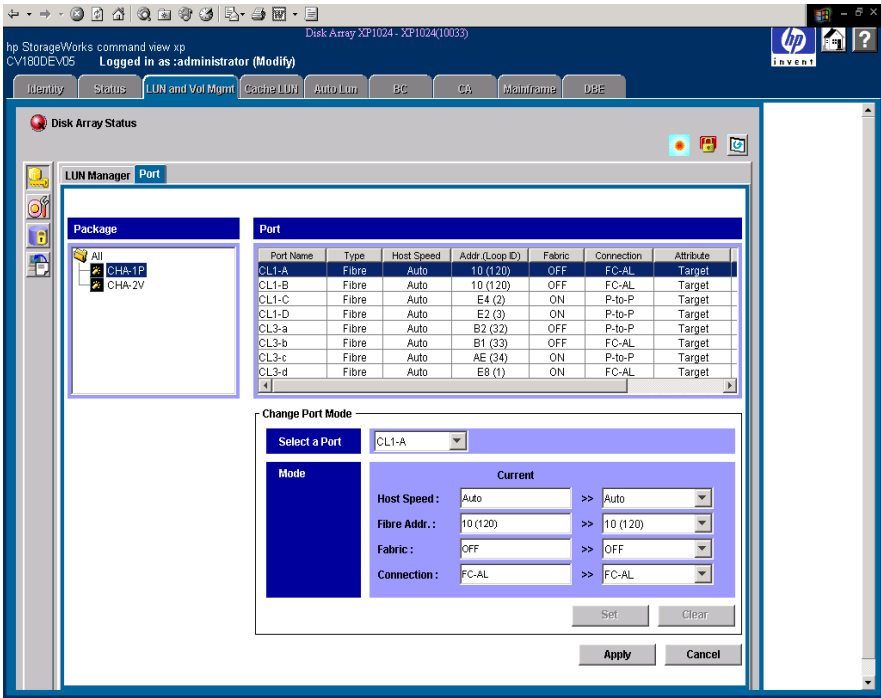 Disk Array XP1024 - XP1024(10033)
hp StorageWorks command view xp
CV180DEV05 Logged in as :administrator (Modify)
hp
invent
?
Identity Status LUN and Vol Mgmt Cache LUN Auto Lun BC CA Mainframe DBE
Disk Array Status
LUN Manager Port
Package
All
CHA-1P
CHA-2V
Port
Port Name Type Host Speed Addr.(Loop ID) Fabric Connection Attribute
CL1-A Fibre Auto 10 (120) OFF FC-AL Target
CL1-B Fibre Auto 10 (120) OFF FC-AL Target
CL1-C Fibre Auto E4 (2) ON P-to-P Target
CL1-D Fibre Auto E2 (3) ON P-to-P Target
CL3-a Fibre Auto B2 (32) OFF P-to-P Target
CL3-b Fibre Auto B1 (33) OFF FC-AL Target
CL3-c Fibre Auto AE (34) ON P-to-P Target
CL3-d Fibre Auto E8 (1) ON FC-AL Target
Change Port Mode
Select a Port CL1-A
Mode Current
Host Speed : Auto >> Auto
Fibre Addr. : 10 (120) >> 10 (120)
Fabric : OFF >> OFF
Connection : FC-AL >> FC-AL
Set Clear
Apply Cancel